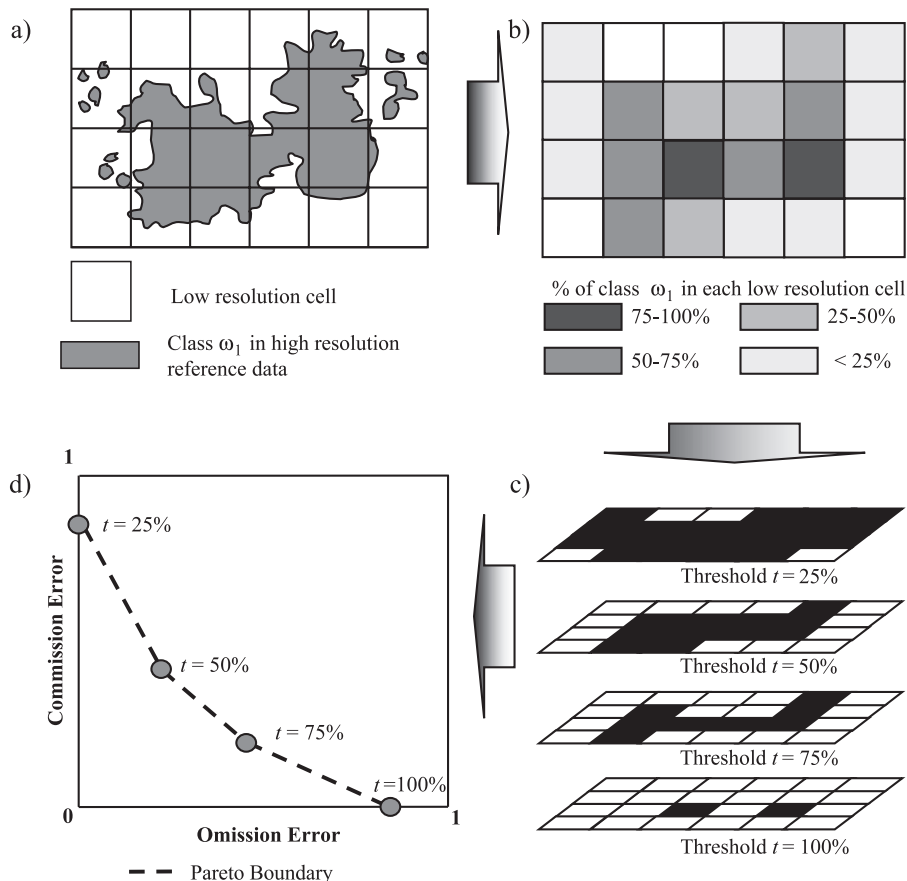 a)
b)
Low resolution cell
Class ω₁ in high resolution
reference data
% of class ω₁ in each low resolution cell
75-100%
25-50%
50-75%
< 25%
c)
Threshold t = 25%
Threshold t = 50%
Threshold t = 75%
Threshold t = 100%
d)
1
Commission Error
t = 25%
t = 50%
t = 75%
t=100%
0
Omission Error
1
Pareto Boundary